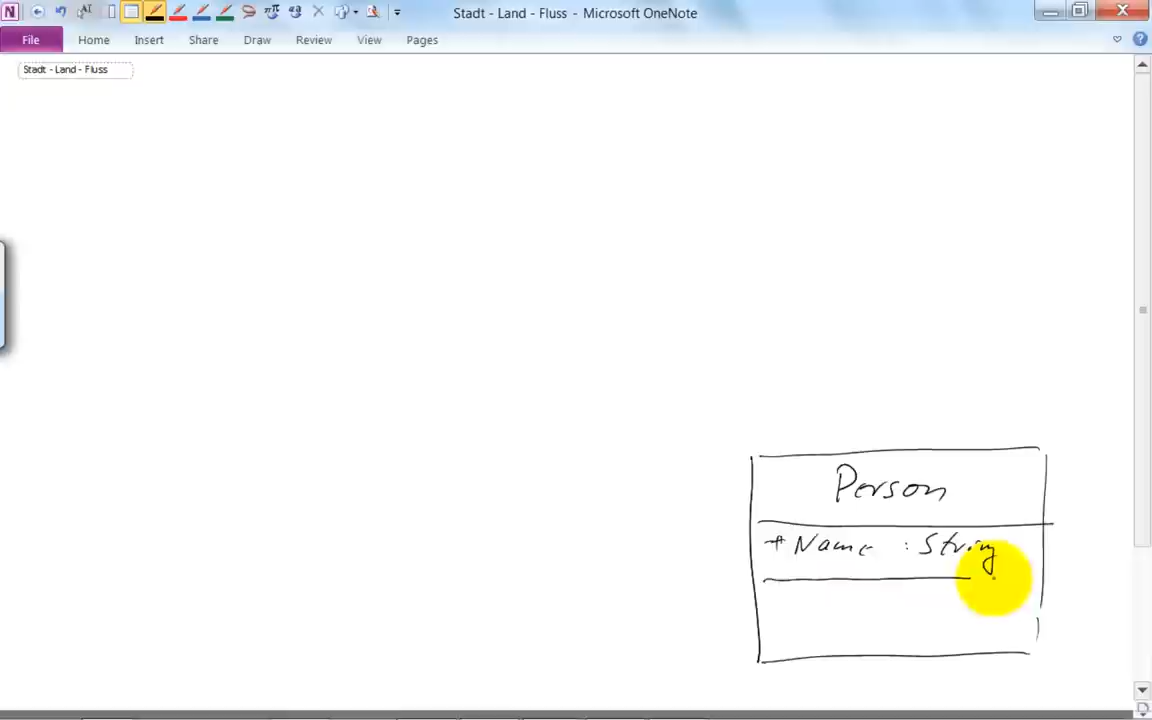 Stadt - Land - Fluss - Microsoft OneNote
File Home Insert Share Draw Review View Pages
Stadt - Land - Fluss
Person
+ Name : String